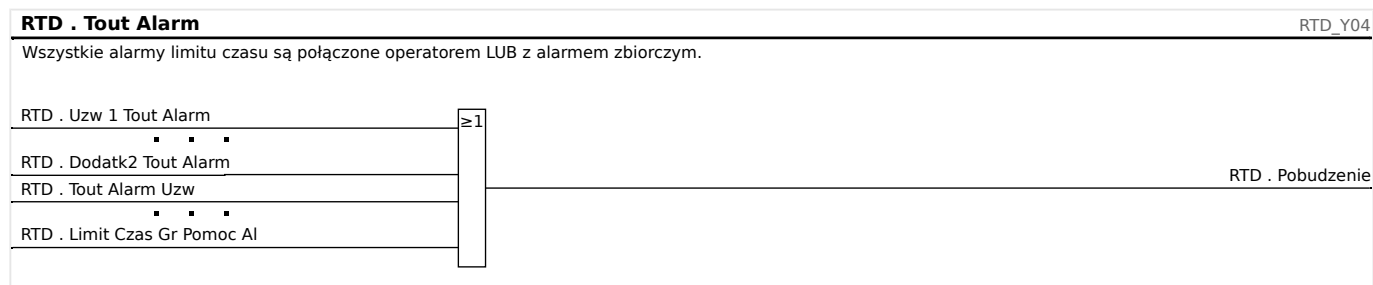 RTD . Tout Alarm RTD_Y04
Wszystkie alarmy limitu czasu są połączone operatorem LUB z alarmem zbiorczym.
RTD . Uzw 1 Tout Alarm
≥1
RTD . Dodatk2 Tout Alarm
RTD . Pobudzenie
RTD . Tout Alarm Uzw
RTD . Limit Czas Gr Pomoc Al